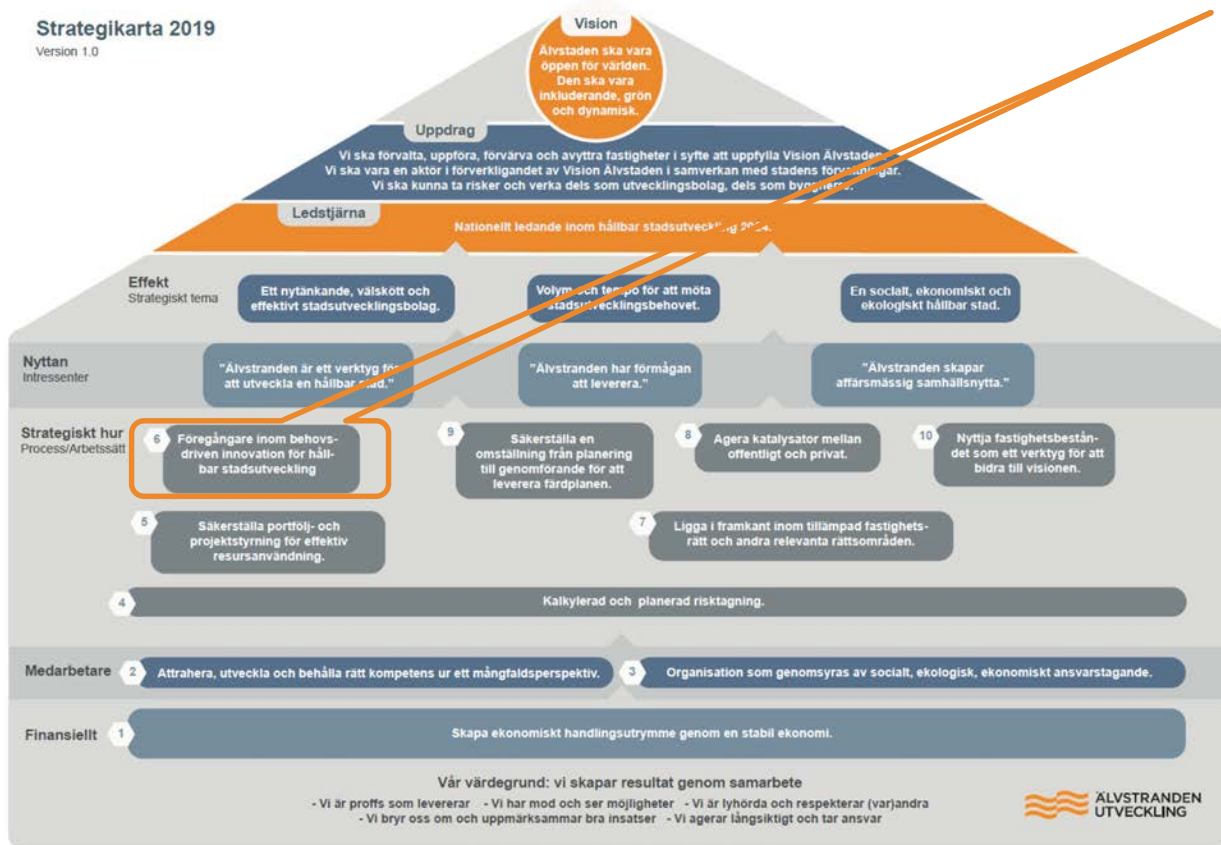 Strategikarta 2019
Version 1.0
Vision
Älvstaden ska vara
öppen för världen.
Den ska vara
inkluderande, grön
och dynamisk.
Uppdrag
Vi ska förvalta, uppföra, förvärva och avyttra fastigheter i syfte att uppfylla Vision Älvstaden.
Vi ska vara en aktör i förverkligandet av Vision Älvstaden i samverkan med stadens förvaltningar.
Vi ska kunna ta risker och verka dels som utvecklingsbolag, dels som byggherre.
Ledstjärna
Nationellt ledande inom hållbar stadsutveckling
Effekt
Strategiskt tema
Ett nytänkande, välskött och
effektivt stadsutvecklingsbolag.
Volym och tempo för att möta
stadsutvecklingsbehovet.
En socialt, ekonomiskt och
ekologiskt hållbar stad.
Nyttan
Intressenter
"Älvstranden är ett verktyg för
att utveckla en hållbar stad."
"Älvstranden har förmågan
att leverera."
"Älvstranden skapar
affärsmässig samhällsnytta."
Strategiskt hur
Process/Arbetssätt
6
Föregångare inom behovs-
driven innovation för håll-
bar stadsutveckling
9
Säkerställa en
omställning från planering
till genomförande för att
leverera färdplanen.
8
Agera katalysator mellan
offentligt och privat.
10
Nyttja fastighetsbestån-
det som ett verktyg för att
bidra till visionen.
5
Säkerställa portfölj- och
projektstyrning för effektiv
resursanvändning.
7
Ligga i framkant inom tillämpad fastighets-
rätt och andra relevanta rättsområden.
4
Kalkylerad och planerad risktagning.
Medarbetare
2
Attrahera, utveckla och behålla rätt kompetens ur ett mångfaldsperspektiv.
3
Organisation som genomsyras av socialt, ekologisk, ekonomiskt ansvarstagande.
Finansiellt
1
Skapa ekonomiskt handlingsutrymme genom en stabil ekonomi.
Vår värdegrund: vi skapar resultat genom samarbete
- Vi är proffs som levererar - Vi har mod och ser möjligheter - Vi är lyhörda och respekterar (var)andra
- Vi bryr oss om och uppmärksammar bra insatser - Vi agerar långsiktigt och tar ansvar
ÄLVSTRANDEN
UTVECKLING